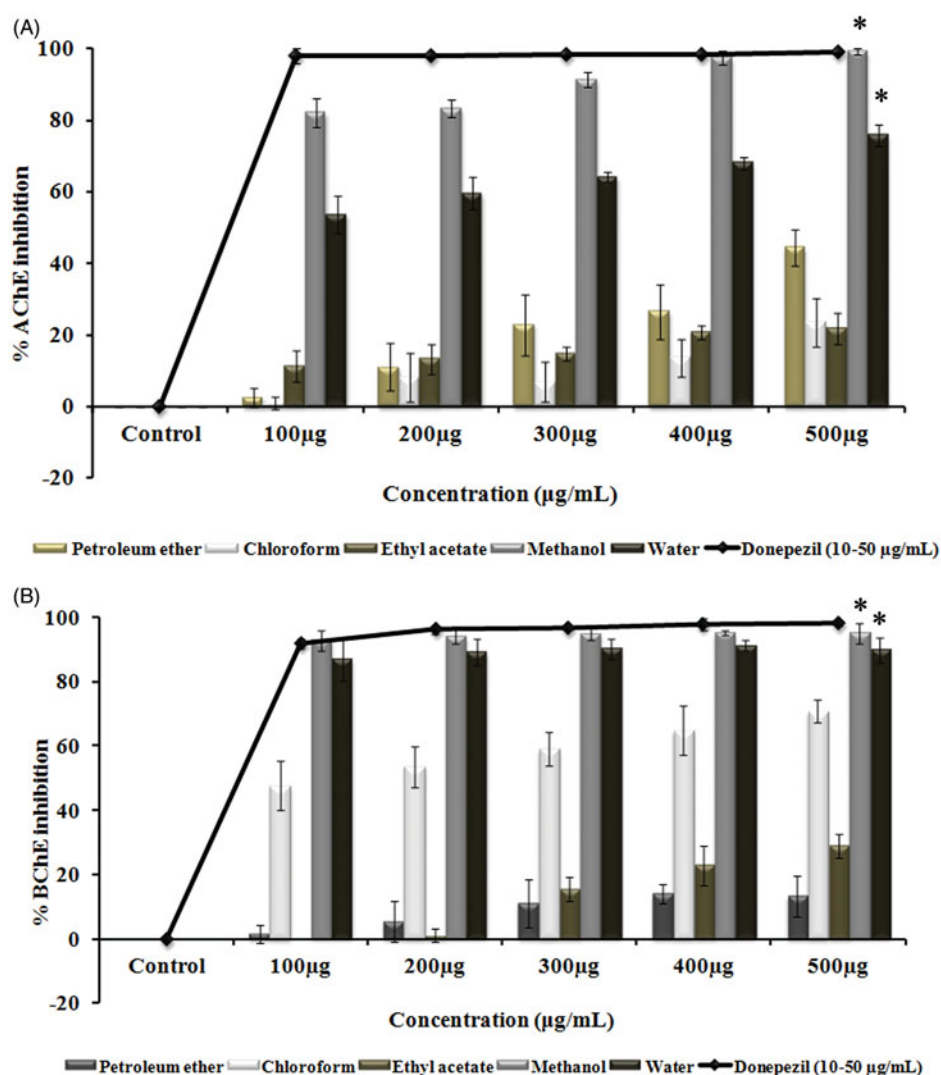 (A)
*
*
100
80
60
40
20
0
-20
% AChE inhibition
Control 100µg 200µg 300µg 400µg 500µg
Concentration (µg/mL)
Petroleum ether Chloroform Ethyl acetate Methanol Water Donepezil (10-50 µg/mL)
(B)
*
*
100
80
60
40
20
0
-20
% BChE inhibition
Control 100µg 200µg 300µg 400µg 500µg
Concentration (µg/mL)
Petroleum ether Chloroform Ethyl acetate Methanol Water Donepezil (10-50 µg/mL)